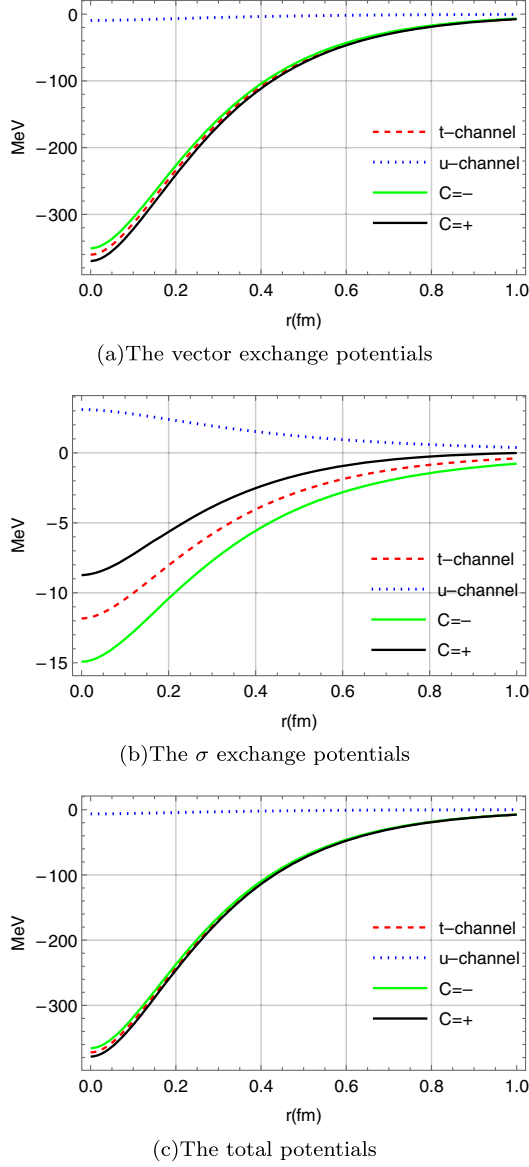 0
−100
−200
−300
MeV
t−channel
u−channel
C=−
C=+
0.0 0.2 0.4 0.6 0.8 1.0
r(fm)
(a)The vector exchange potentials
0
−5
−10
−15
MeV
t−channel
u−channel
C=−
C=+
0.0 0.2 0.4 0.6 0.8 1.0
r(fm)
(b)The σ exchange potentials
0
−100
−200
−300
MeV
t−channel
u−channel
C=−
C=+
0.0 0.2 0.4 0.6 0.8 1.0
r(fm)
(c)The total potentials